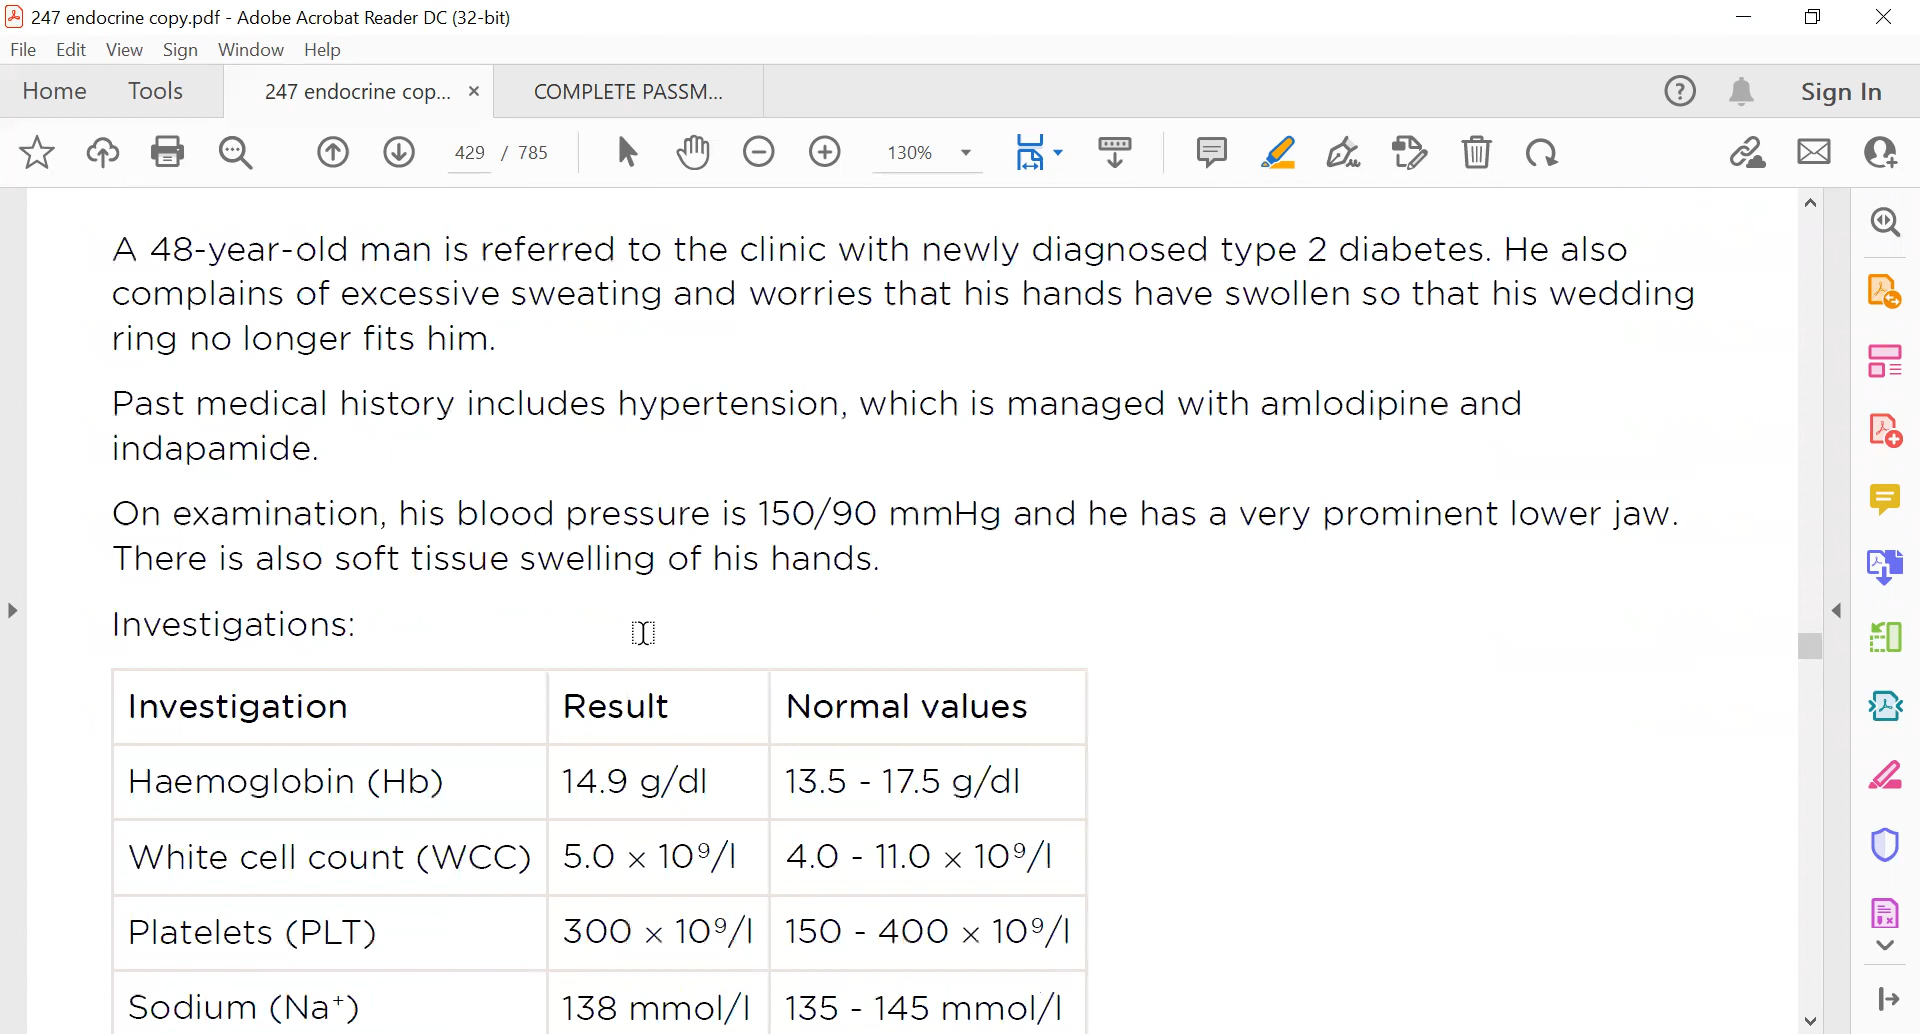 247 endocrine copy.pdf - Adobe Acrobat Reader DC (32-bit)
File Edit View Sign Window Help
Home Tools 247 endocrine cop... × COMPLETE PASSM... Sign In
429 / 785 130%
A 48-year-old man is referred to the clinic with newly diagnosed type 2 diabetes. He also
complains of excessive sweating and worries that his hands have swollen so that his wedding
ring no longer fits him.
Past medical history includes hypertension, which is managed with amlodipine and
indapamide.
On examination, his blood pressure is 150/90 mmHg and he has a very prominent lower jaw.
There is also soft tissue swelling of his hands.
Investigations:
Investigation Result Normal values
Haemoglobin (Hb) 14.9 g/dl 13.5 - 17.5 g/dl
White cell count (WCC) 5.0 × 10⁹/l 4.0 - 11.0 × 10⁹/l
Platelets (PLT) 300 × 10⁹/l 150 - 400 × 10⁹/l
Sodium (Na⁺) 138 mmol/l 135 - 145 mmol/l